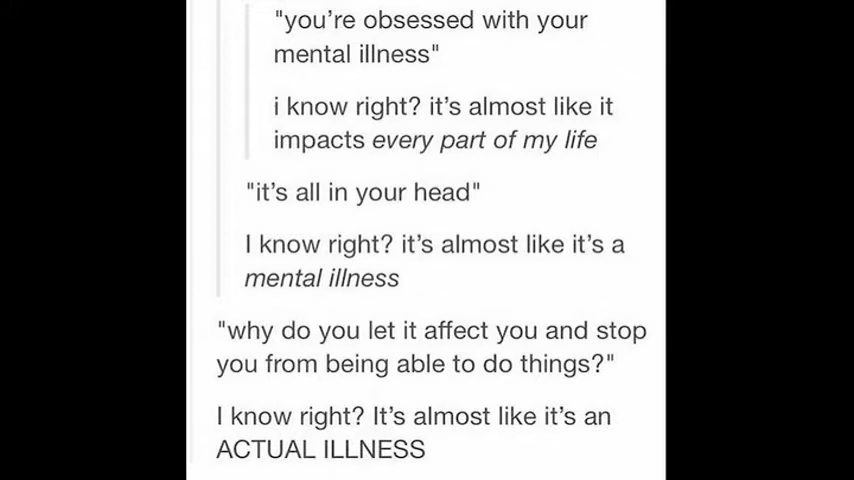 "you’re obsessed with your
mental illness"
i know right? it’s almost like it
impacts every part of my life
"it’s all in your head"
I know right? it’s almost like it’s a
mental illness
"why do you let it affect you and stop
you from being able to do things?"
I know right? It’s almost like it’s an
ACTUAL ILLNESS